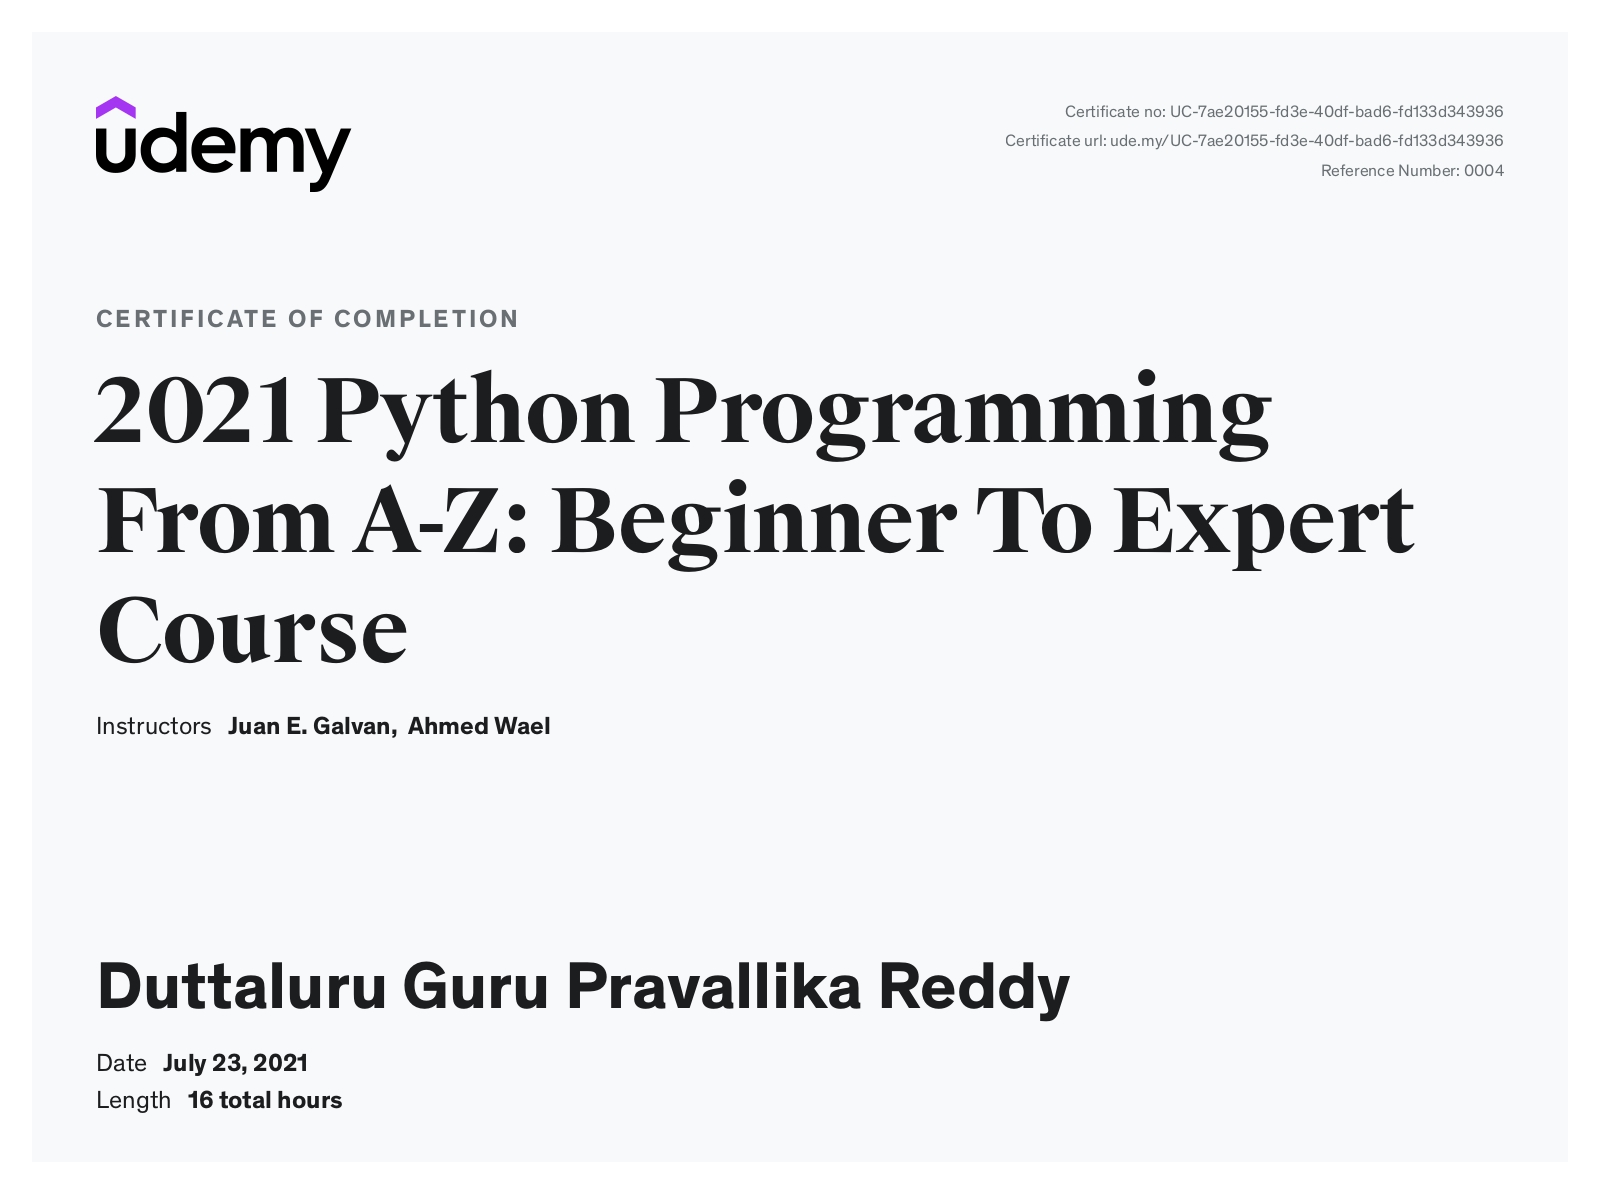 udemy
Certificate no: UC-7ae20155-fd3e-40df-bad6-fd133d343936
Certificate url: ude.my/UC-7ae20155-fd3e-40df-bad6-fd133d343936
Reference Number: 0004
CERTIFICATE OF COMPLETION
2021 Python Programming
From A-Z: Beginner To Expert
Course
Instructors Juan E. Galvan, Ahmed Wael
Duttaluru Guru Pravallika Reddy
Date July 23, 2021
Length 16 total hours